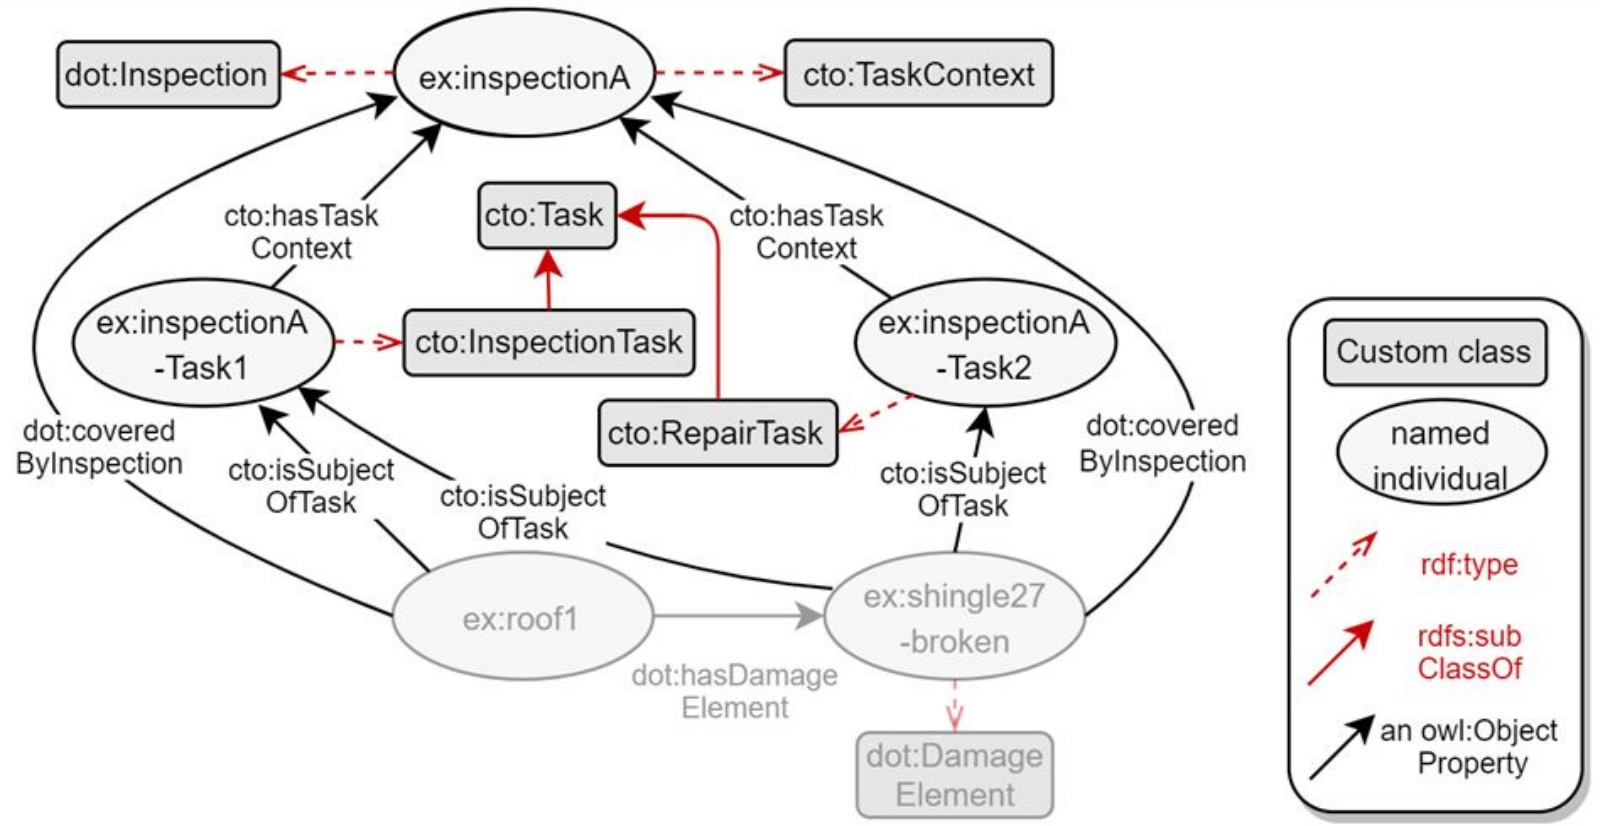 dot:Inspection
ex:inspectionA
cto:TaskContext
cto:hasTask
Context
cto:Task
cto:hasTask
Context
ex:inspectionA
-Task1
cto:InspectionTask
ex:inspectionA
-Task2
cto:RepairTask
dot:covered
ByInspection
cto:isSubject
OfTask
cto:isSubject
OfTask
cto:isSubject
OfTask
dot:covered
ByInspection
ex:roof1
dot:hasDamage
Element
ex:shingle27
-broken
dot:Damage
Element
Custom class
named
individual
rdf:type
rdfs:sub
ClassOf
an owl:Object
Property